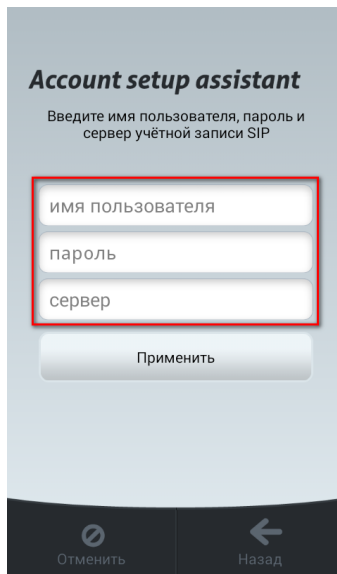 Account setup assistant
Введите имя пользователя, пароль и
сервер учётной записи SIP
имя пользователя
пароль
сервер
Применить
Отменить
Назад